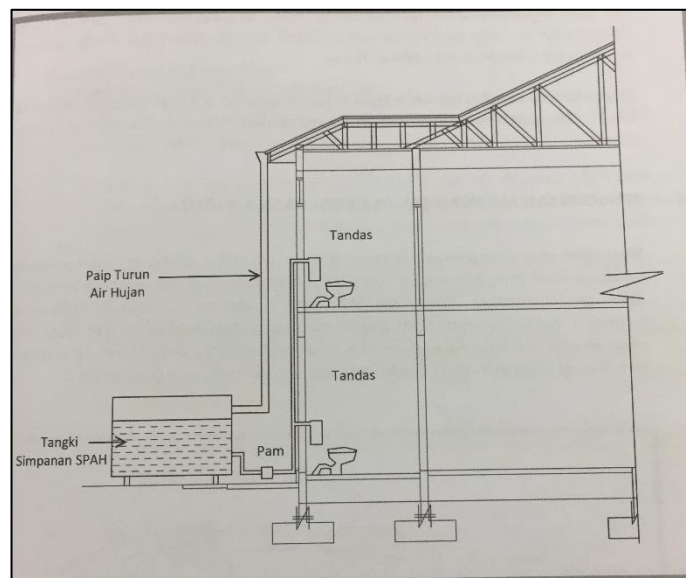 Tandas
Paip Turun
Air Hujan
Tandas
Tangki
Simpanan SPAH
Pam